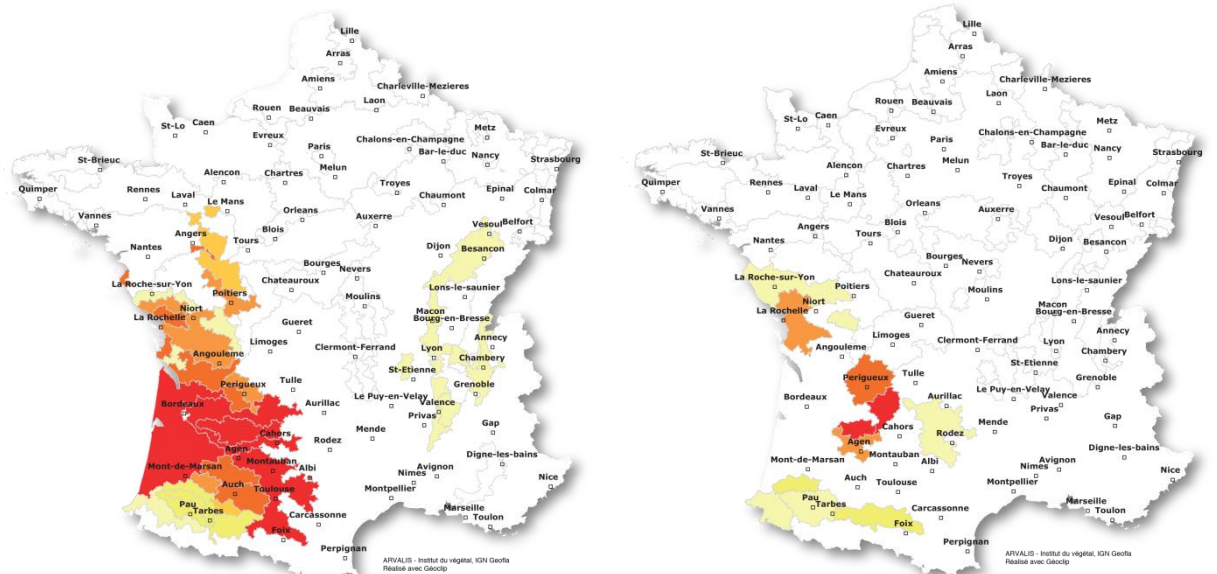 Lille
Arras
Amiens
Charleville-Mezieres
Rouen Beauvais Laon
St-Lo Caen
Evreux Paris Chalons-en-Champagne Metz
Bar-le-duc
St-Brieuc Melun Nancy Strasbourg
Alencon Chartres
Quimper Rennes Laval Troyes Epinal Colmar
Le Mans Chaumont
Vannes Orleans Auxerre
Angers Blois Vesoul Belfort
Nantes Tours Dijon Besancon
Bourges Nevers
La Roche-sur-Yon Poitiers Chateauroux Lons-le-saunier
Niort Moulins Macon
La Rochelle Gueret Bourg-en-Bresse
Angouleme Limoges Clermont-Ferrand Lyon Annecy
Chambery
St-Etienne
Perigueux Tulle Grenoble
Bordeaux Aurillac Le Puy-en-Velay Valence
Privas
Cahors Mende Gap
Agen Rodez
Mont-de-Marsan Montauban Albi Digne-les-bains
Auch Toulouse Nimes Avignon Nice
Pau Tarbes Montpellier
Carcassonne Marseille
Foix Toulon
Perpignan
ARVALIS - Institut du végétal, IGN Geofla
Réalisé avec Géoclip
Lille
Arras
Amiens
Charleville-Mezieres
Rouen Beauvais Laon
St-Lo Caen
Evreux Paris Chalons-en-Champagne Metz
Bar-le-duc
St-Brieuc Melun Nancy Strasbourg
Alencon Chartres
Quimper Rennes Laval Troyes Epinal Colmar
Le Mans Chaumont
Vannes Orleans Auxerre
Angers Blois Vesoul Belfort
Nantes Tours Dijon Besancon
Bourges Nevers
La Roche-sur-Yon Poitiers Chateauroux Lons-le-saunier
Niort Moulins Macon
La Rochelle Gueret Bourg-en-Bresse
Angouleme Limoges Clermont-Ferrand Lyon Annecy
Chambery
St-Etienne
Perigueux Tulle Grenoble
Bordeaux Aurillac Le Puy-en-Velay Valence
Privas
Cahors Mende Gap
Agen Rodez
Mont-de-Marsan Montauban Albi Digne-les-bains
Auch Toulouse Nimes Avignon Nice
Pau Tarbes Montpellier
Carcassonne Marseille
Foix Toulon
Perpignan
ARVALIS - Institut du végétal, IGN Geofla
Réalisé avec Géoclip